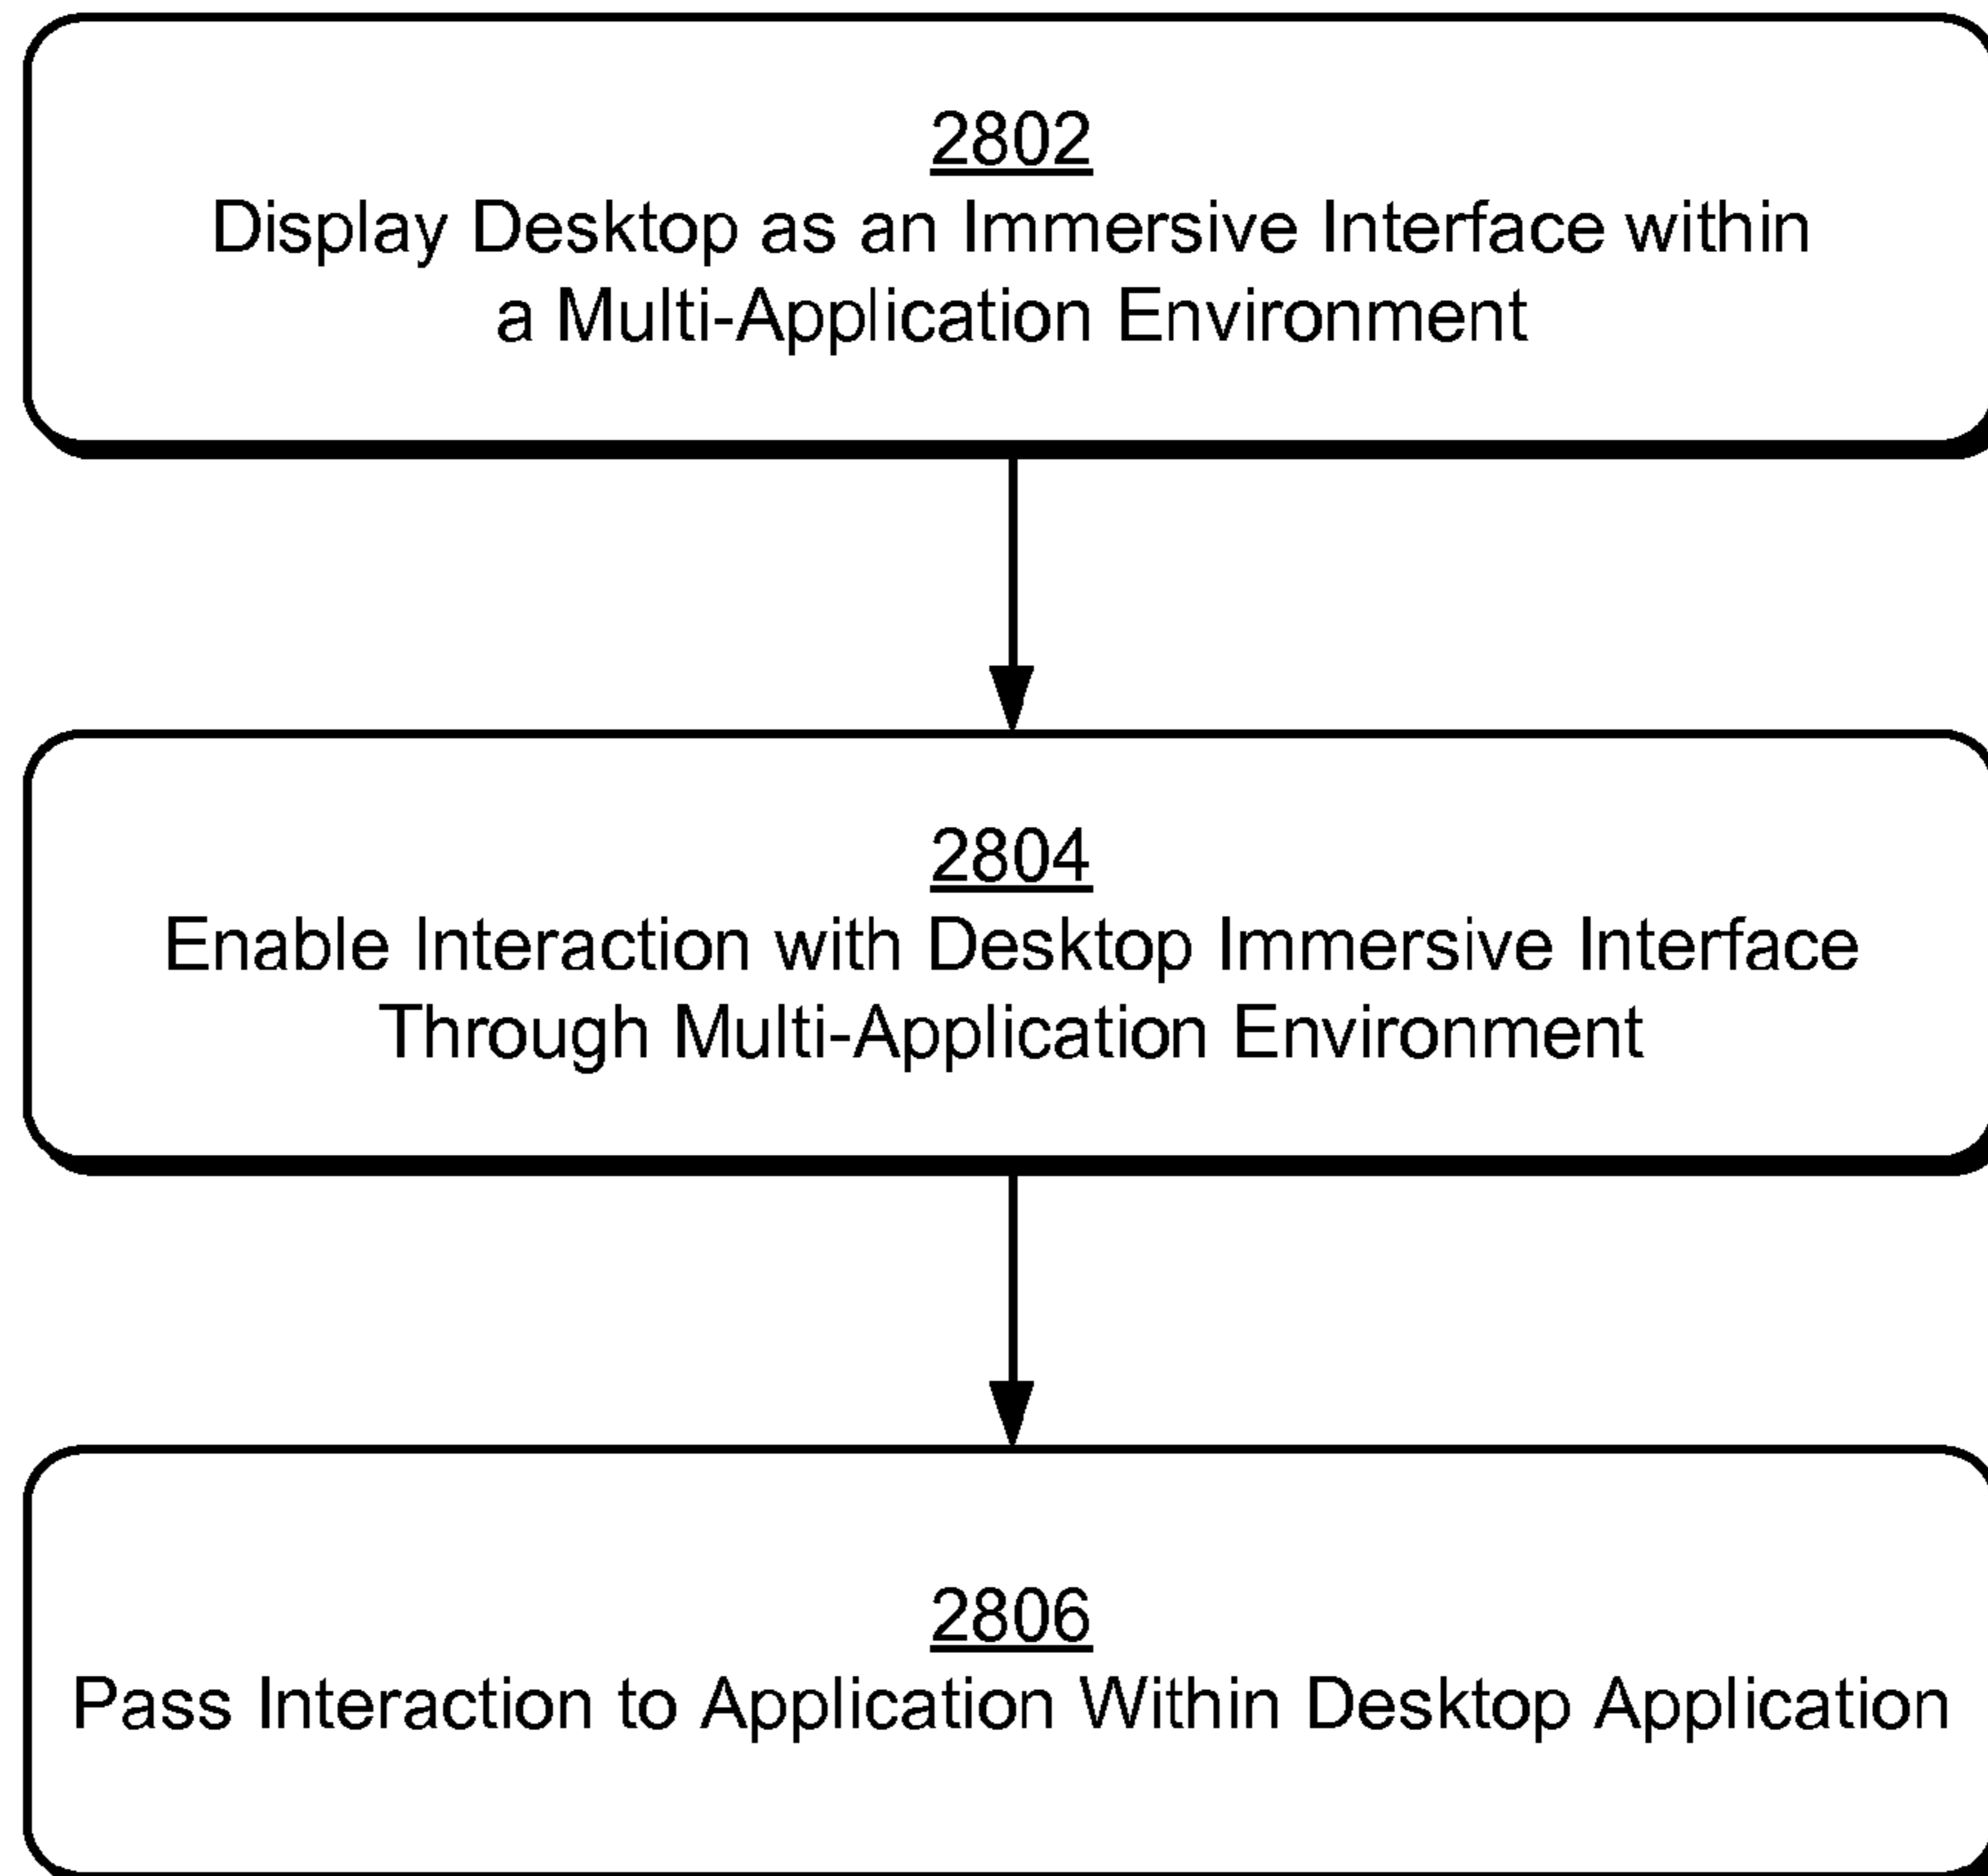 2802
Display Desktop as an Immersive Interface within
a Multi-Application Environment
2804
Enable Interaction with Desktop Immersive Interface
Through Multi-Application Environment
2806
Pass Interaction to Application Within Desktop Application